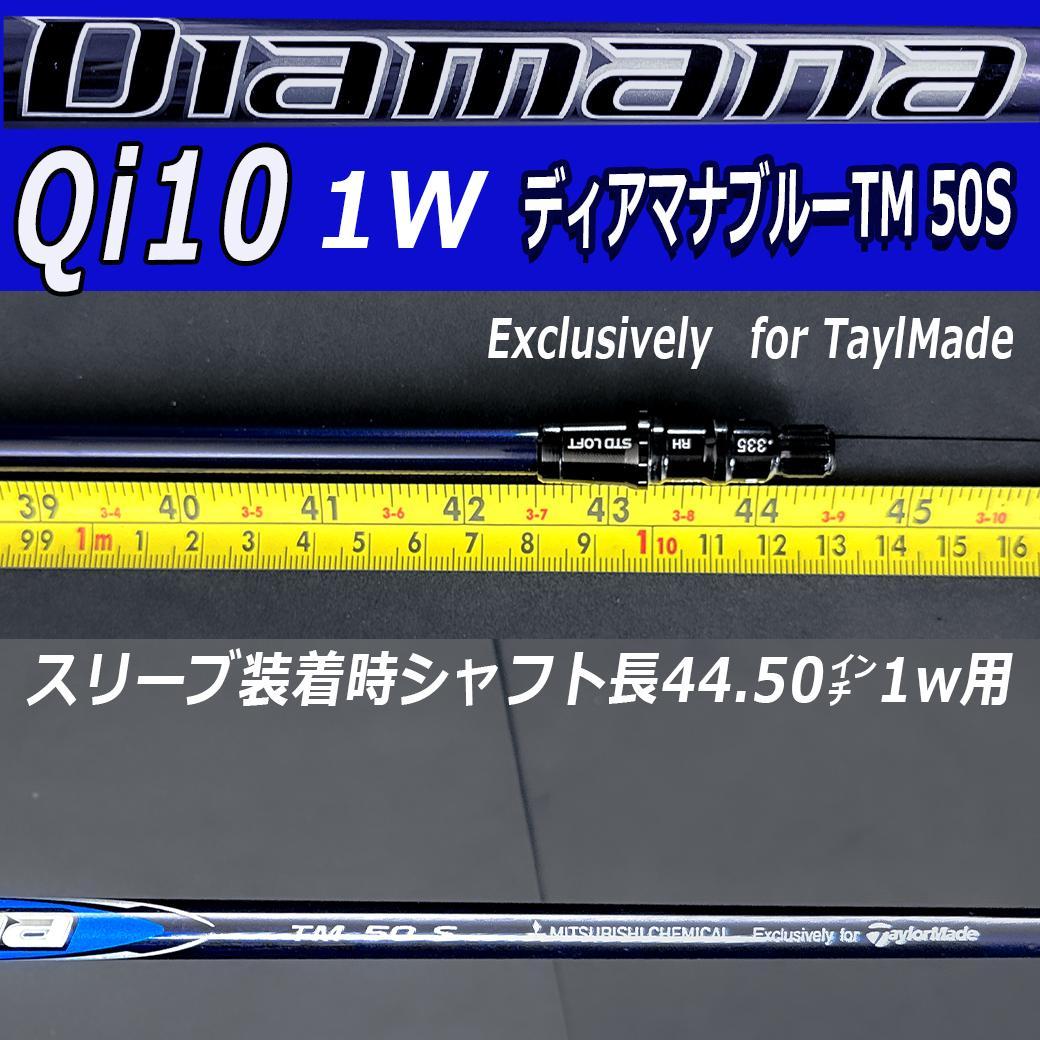 Diamana
Qi10 1W ディアマナブルーTM 50S
Exclusively for TaylMade
STD LOFT RH .335
39 3-4 40 3-5 41 3-6 42 3-7 43 3-8 44 3-9 45 3-10
99 1m 1 2 3 4 5 6 7 8 9 1 10 11 12 13 14 15 16
スリーブ装着時シャフト長44.50インチ1w用
TM 50 S MITSUBISHI CHEMICAL Exclusively for TaylorMade